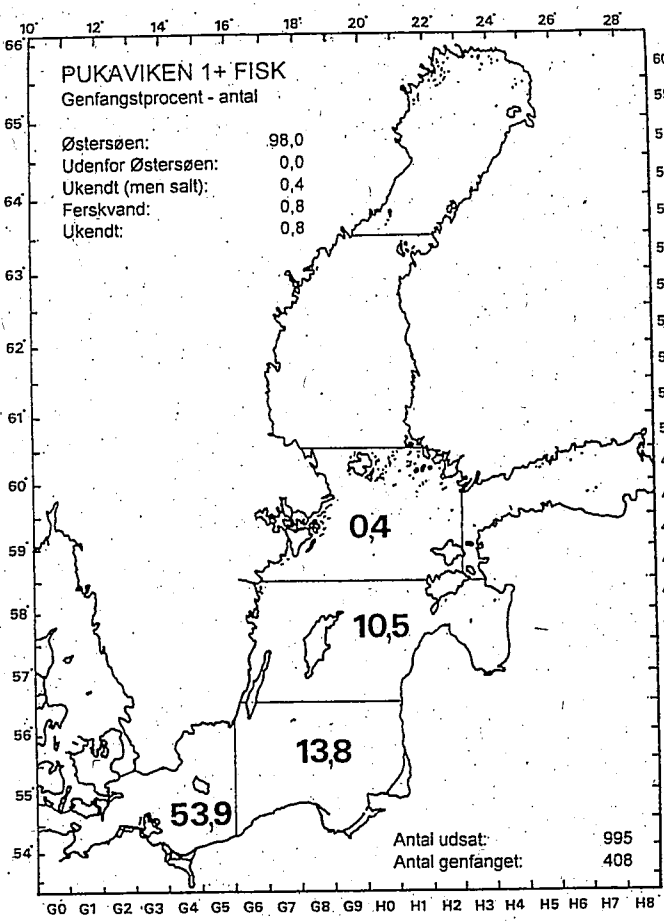 10° 12° 14° 16° 18° 20° 22° 24° 26° 28°
66°
PUKAVIKEN 1+ FISK
Genfangstprocent - antal
65°
Østersøen: 98,0
Udenfor Østersøen: 0,0
Ukendt (men salt): 0,4
Ferskvand: 0,8
Ukendt: 0,8
64°
63°
62°
61°
60°
0,4
59°
58°
10,5
57°
56°
13,8
55°
53,9
Antal udsat: 995
54°
Antal genfanget: 408
G0 G1 G2 G3 G4 G5 G6 G7 G8 G9 H0 H1 H2 H3 H4 H5 H6 H7 H8